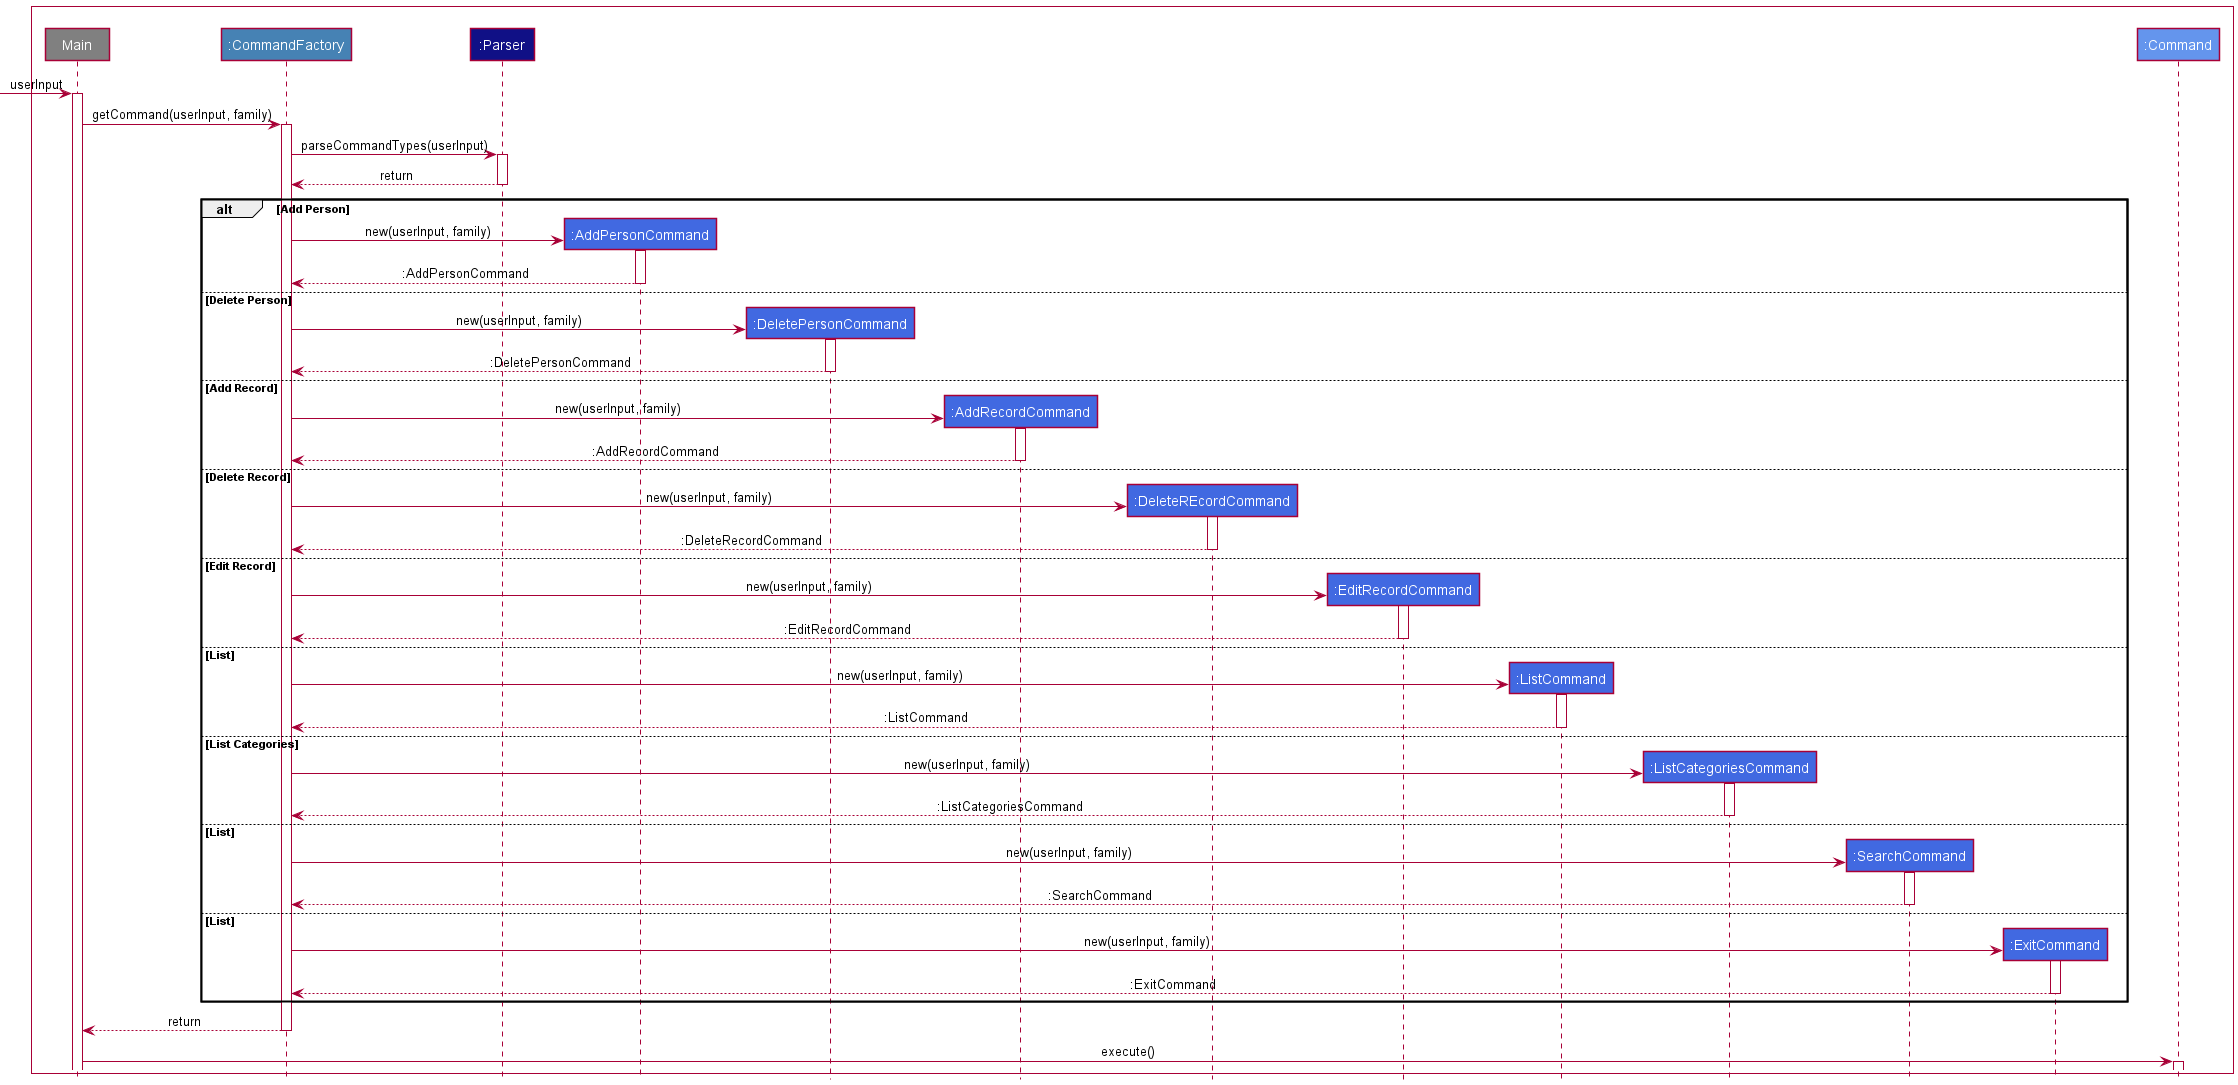 Main
:CommandFactory
:Parser
:Command
userInput
getCommand(userInput, family)
parseCommandTypes(userInput)
return
alt
[Add Person]
new(userInput, family)
:AddPersonCommand
:AddPersonCommand
[Delete Person]
new(userInput, family)
:DeletePersonCommand
:DeletePersonCommand
[Add Record]
new(userInput, family)
:AddRecordCommand
:AddRecordCommand
[Delete Record]
new(userInput, family)
:DeleteREcordCommand
:DeleteRecordCommand
[Edit Record]
new(userInput, family)
:EditRecordCommand
:EditRecordCommand
[List]
new(userInput, family)
:ListCommand
:ListCommand
[List Categories]
new(userInput, family)
:ListCategoriesCommand
:ListCategoriesCommand
[List]
new(userInput, family)
:SearchCommand
:SearchCommand
[List]
new(userInput, family)
:ExitCommand
:ExitCommand
return
execute()